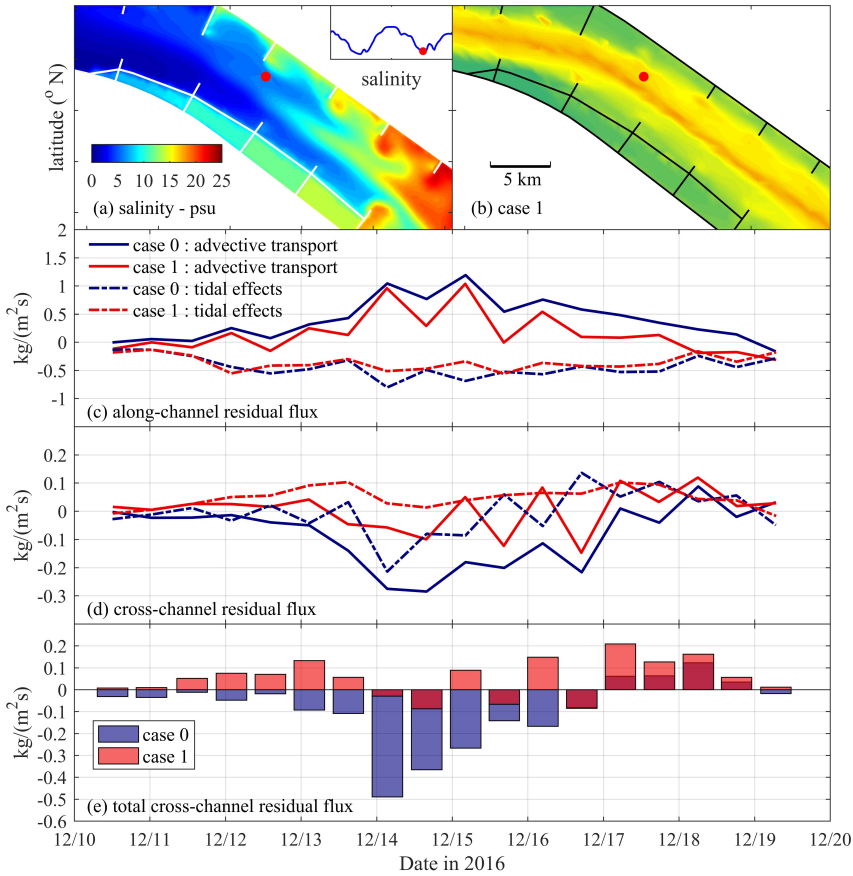 salinity
latitude (° N)
0 5 10 15 20 25
(a) salinity - psu
5 km
(b) case 1
2
1.5
1
0.5
0
-0.5
-1
kg/(m²s)
case 0 : advective transport
case 1 : advective transport
case 0 : tidal effects
case 1 : tidal effects
(c) along-channel residual flux
0.2
0.1
0
-0.1
-0.2
-0.3
kg/(m²s)
(d) cross-channel residual flux
0.2
0.1
0
-0.1
-0.2
-0.3
-0.4
-0.5
-0.6
kg/(m²s)
case 0
case 1
(e) total cross-channel residual flux
12/10 12/11 12/12 12/13 12/14 12/15 12/16 12/17 12/18 12/19 12/20
Date in 2016